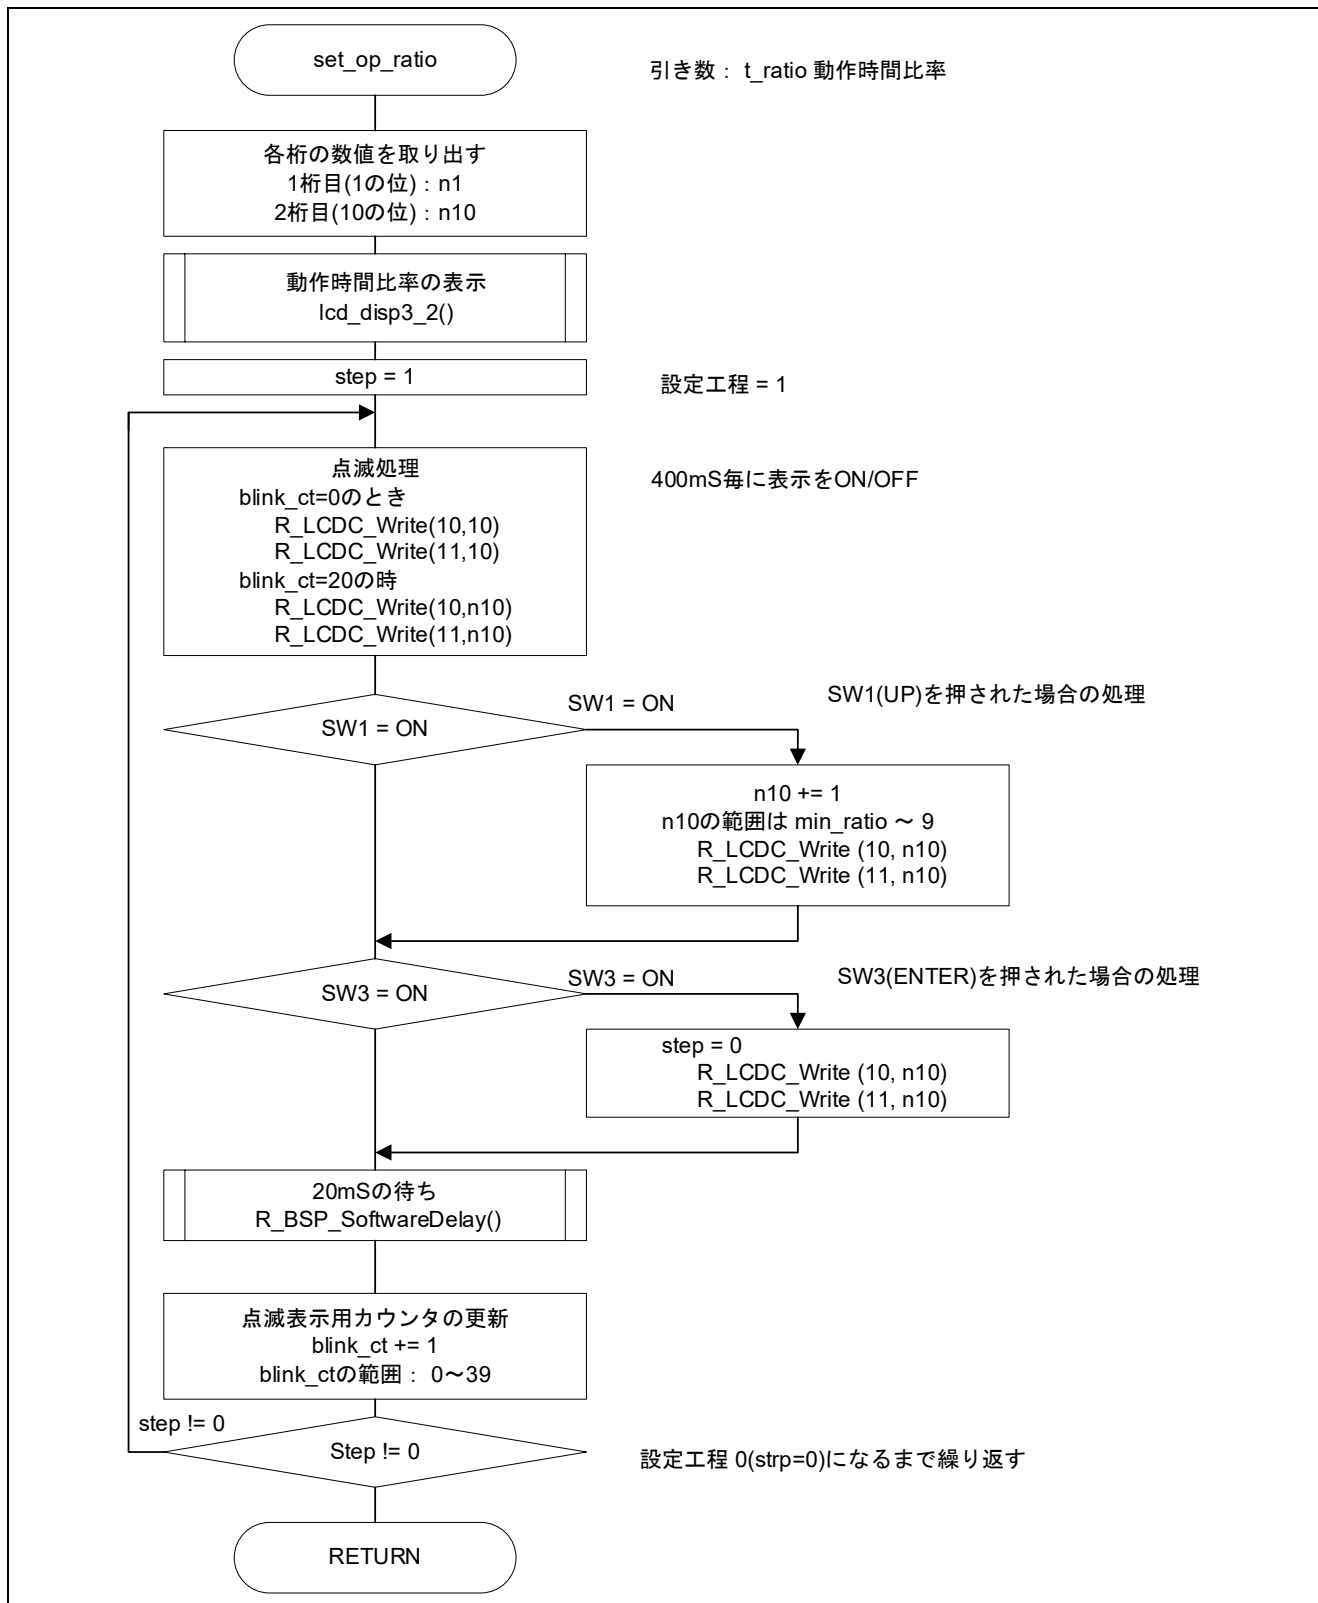 set_op_ratio
引き数： t_ratio 動作時間比率
各桁の数値を取り出す
1桁目(1の位)：n1
2桁目(10の位)：n10
動作時間比率の表示
lcd_disp3_2()
step = 1
設定工程 = 1
点滅処理
400mS毎に表示をON/OFF
blink_ct=0のとき
R_LCDC_Write(10,10)
R_LCDC_Write(11,10)
blink_ct=20の時
R_LCDC_Write(10,n10)
R_LCDC_Write(11,n10)
SW1(UP)を押された場合の処理
SW1 = ON
SW1 = ON
n10 += 1
n10の範囲は min_ratio ～ 9
R_LCDC_Write (10, n10)
R_LCDC_Write (11, n10)
SW3(ENTER)を押された場合の処理
SW3 = ON
SW3 = ON
step = 0
R_LCDC_Write (10, n10)
R_LCDC_Write (11, n10)
20mSの待ち
R_BSP_SoftwareDelay()
点滅表示用カウンタの更新
blink_ct += 1
blink_ctの範囲： 0～39
step != 0
Step != 0
設定工程 0(strp=0)になるまで繰り返す
RETURN